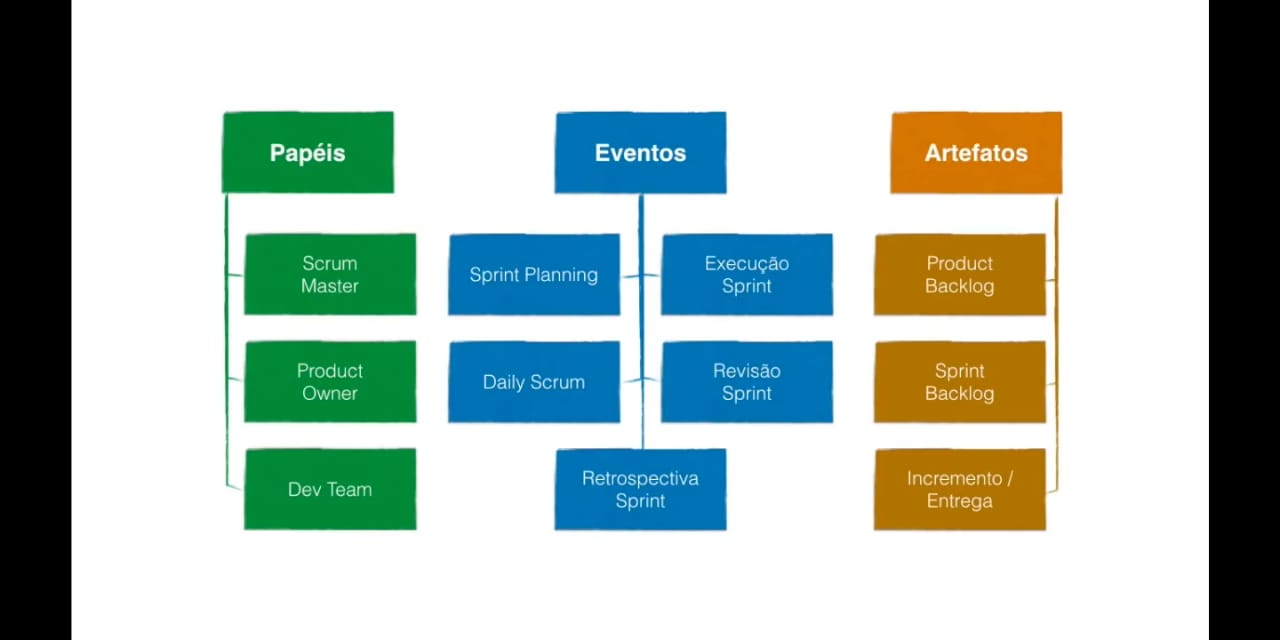 Papéis
Scrum
Master
Product
Owner
Dev Team
Eventos
Sprint Planning
Execução
Sprint
Daily Scrum
Revisão
Sprint
Retrospectiva
Sprint
Artefatos
Product
Backlog
Sprint
Backlog
Incremento /
Entrega